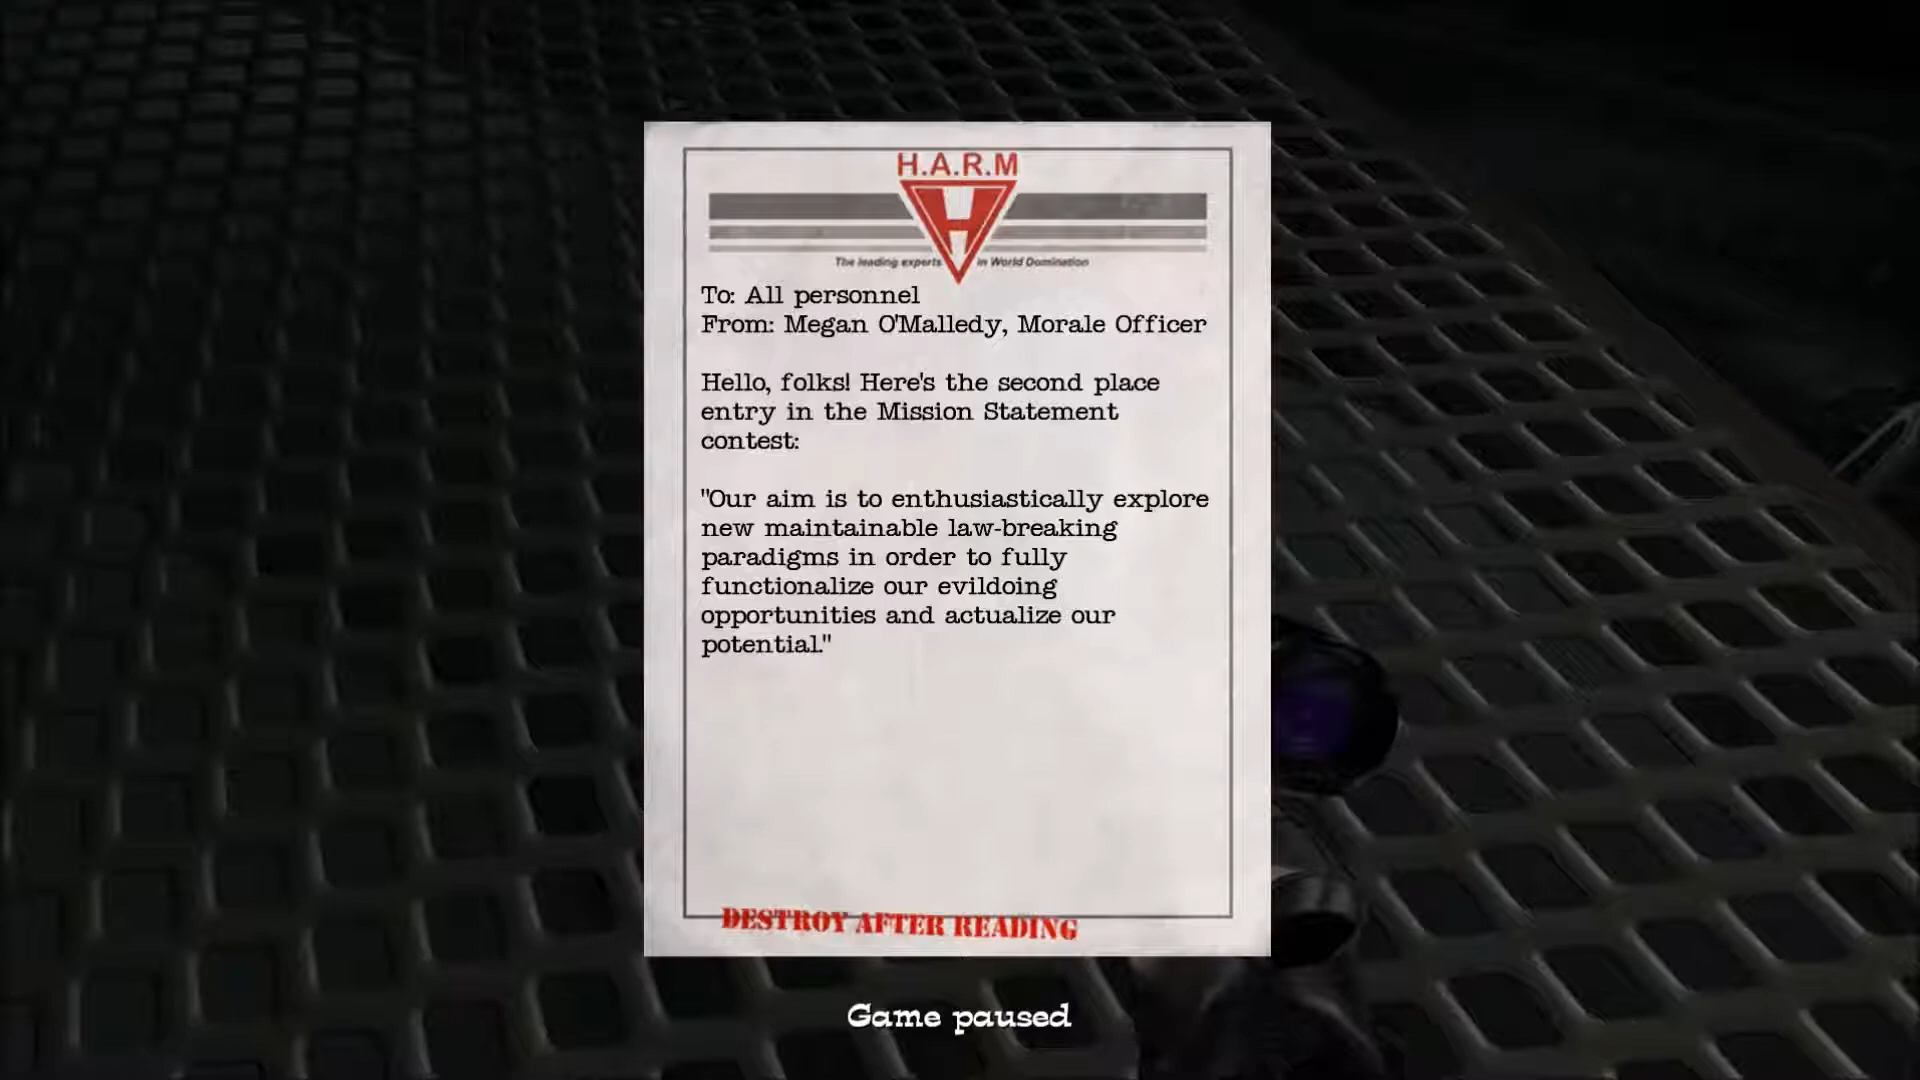 H.A.R.M
H
The leading experts in World Domination
To: All personnel
From: Megan O'Malledy, Morale Officer
Hello, folks! Here's the second place
entry in the Mission Statement
contest:
"Our aim is to enthusiastically explore
new maintainable law-breaking
paradigms in order to fully
functionalize our evildoing
opportunities and actualize our
potential."
DESTROY AFTER READING
Game paused